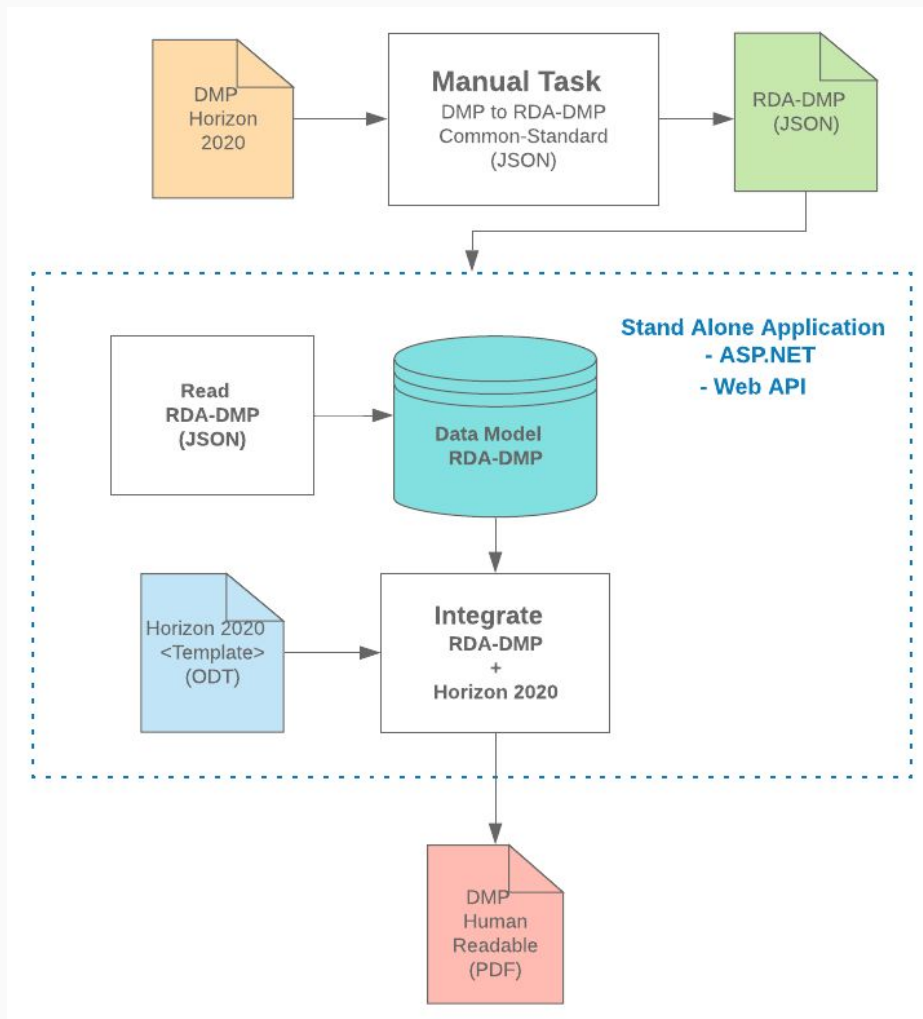 DMP
Horizon
2020
Manual Task
DMP to RDA-DMP
Common-Standard
(JSON)
RDA-DMP
(JSON)
Stand Alone Application
- ASP.NET
- Web API
Read
RDA-DMP
(JSON)
Data Model
RDA-DMP
Horizon 2020
<Template>
(ODT)
Integrate
RDA-DMP
+
Horizon 2020
DMP
Human
Readable
(PDF)